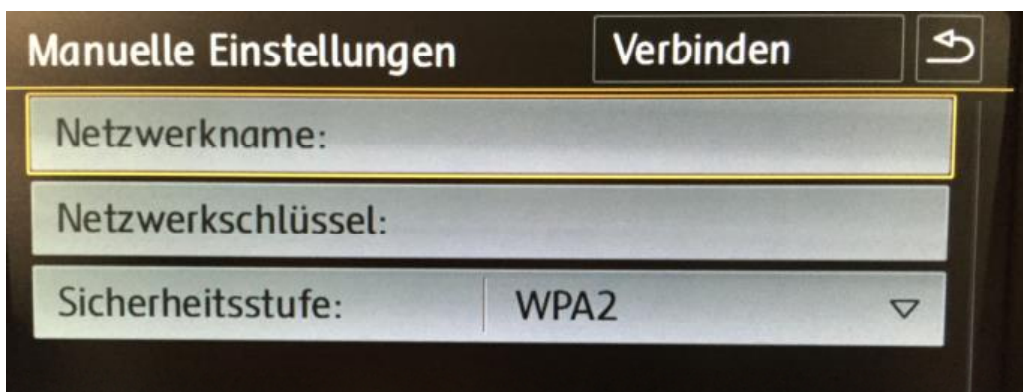 Manuelle Einstellungen Verbinden
Netzwerkname:
Netzwerkschlüssel:
Sicherheitsstufe: WPA2